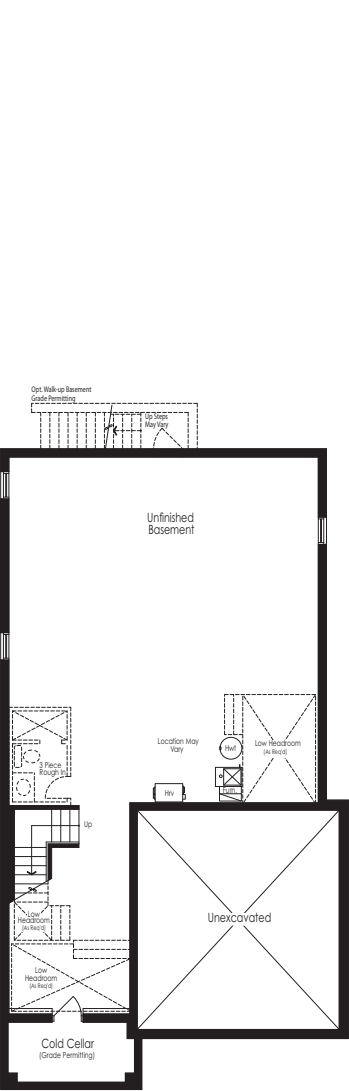 Opt. Walk-up Basement
Grade Permitting
Up Steps
May Vary
Unfinished
Basement
Location May
Vary
Hwt
Low Headroom
(As Req'd)
3 Piece
Rough In
Furn.
Hrv
Up
Low
Headroom
(As Req'd)
Unexcavated
Low
Headroom
(As Req'd)
Cold Cellar
(Grade Permitting)